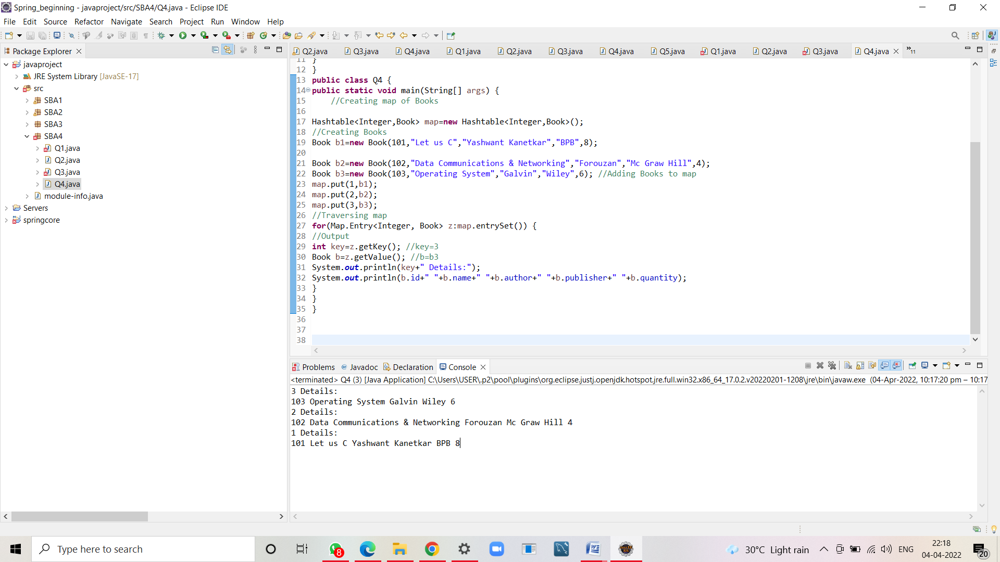 Spring_beginning - javaproject/src/SBA4/Q4.java - Eclipse IDE
File Edit Source Refactor Navigate Search Project Run Window Help
Package Explorer
javaproject
JRE System Library [JavaSE-17]
src
SBA1
SBA2
SBA3
SBA4
Q1.java
Q2.java
Q3.java
Q4.java
module-info.java
Servers
springcore
Q2.java Q3.java Q4.java Q1.java Q2.java Q3.java Q4.java Q5.java Q1.java Q2.java Q3.java Q4.java »11
11 }
12 }
13 public class Q4 {
14 public static void main(String[] args) {
15 //Creating map of Books
16
17 Hashtable<Integer,Book> map=new Hashtable<Integer,Book>();
18 //Creating Books
19 Book b1=new Book(101,"Let us C","Yashwant Kanetkar","BPB",8);
20
21 Book b2=new Book(102,"Data Communications & Networking","Forouzan","Mc Graw Hill",4);
22 Book b3=new Book(103,"Operating System","Galvin","Wiley",6); //Adding Books to map
23 map.put(1,b1);
24 map.put(2,b2);
25 map.put(3,b3);
26 //Traversing map
27 for(Map.Entry<Integer, Book> z:map.entrySet()) {
28 //Output
29 int key=z.getKey(); //key=3
30 Book b=z.getValue(); //b=b3
31 System.out.println(key+" Details:");
32 System.out.println(b.id+" "+b.name+" "+b.author+" "+b.publisher+" "+b.quantity);
33 }
34 }
35 }
36
37
38
Problems @ Javadoc Declaration Console
<terminated> Q4 (3) [Java Application] C:\Users\USER\.p2\pool\plugins\org.eclipse.justj.openjdk.hotspot.jre.full.win32.x86_64_17.0.2.v20220201-1208\jre\bin\javaw.exe (04-Apr-2022, 10:17:20 pm – 10:17
3 Details:
103 Operating System Galvin Wiley 6
2 Details:
102 Data Communications & Networking Forouzan Mc Graw Hill 4
1 Details:
101 Let us C Yashwant Kanetkar BPB 8
Type here to search
8
30°C Light rain
ENG
22:18
04-04-2022
20